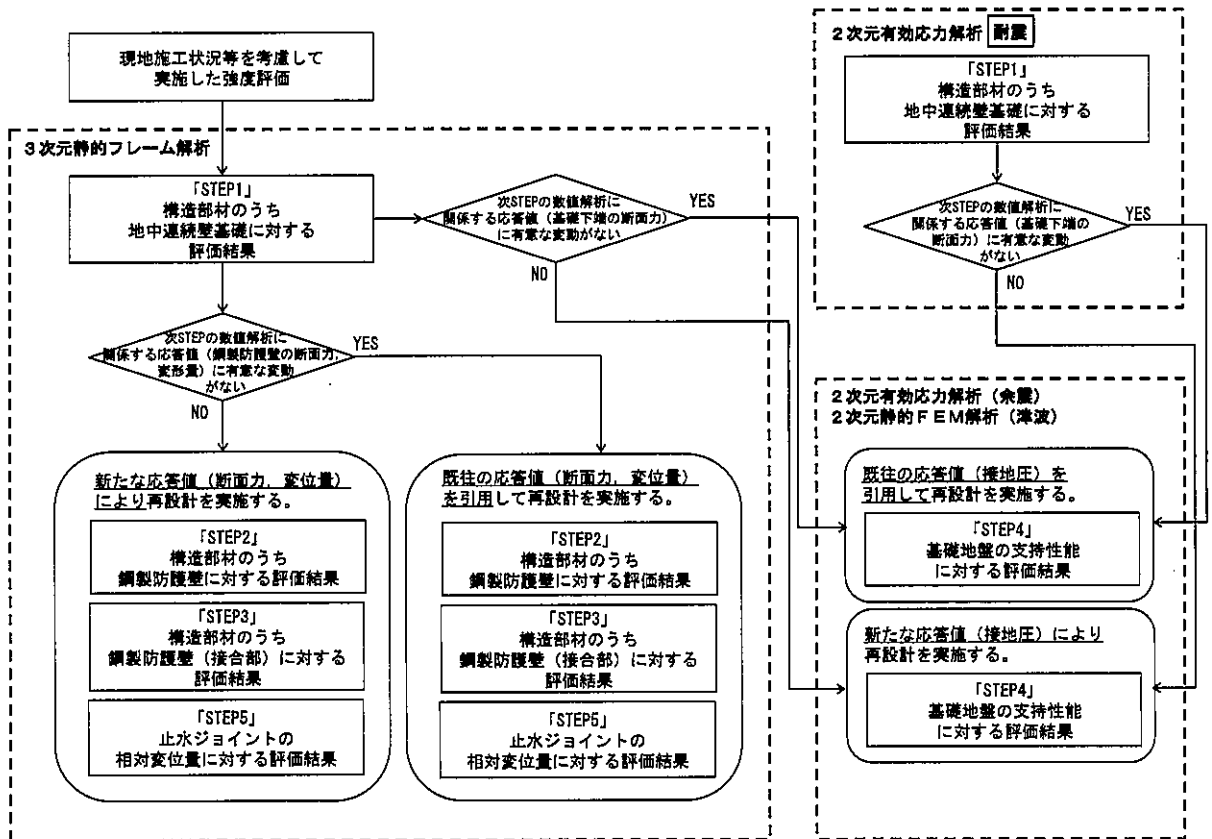 現地施工状況等を考慮して
実施した強度評価
3次元静的フレーム解析
「STEP1」
構造部材のうち
地中連続壁基礎に対する
評価結果
次STEPの数値解析に
関係する応答値（基礎下端の断面力）
に有意な変動がない
YES
NO
次STEPの数値解析に
関係する応答値（鋼製防護壁の断面力，
変形量）に有意な変動
がない
YES
NO
新たな応答値（断面力，変位量）
により再設計を実施する。
「STEP2」
構造部材のうち
鋼製防護壁に対する評価結果
「STEP3」
構造部材のうち
鋼製防護壁（接合部）に対する
評価結果
「STEP5」
止水ジョイントの
相対変位量に対する評価結果
既往の応答値（断面力，変位量）
を引用して再設計を実施する。
「STEP2」
構造部材のうち
鋼製防護壁に対する評価結果
「STEP3」
構造部材のうち
鋼製防護壁（接合部）に対する
評価結果
「STEP5」
止水ジョイントの
相対変位量に対する評価結果
2次元有効応力解析 耐震
「STEP1」
構造部材のうち
地中連続壁基礎に対する
評価結果
次STEPの数値解析に
関係する応答値（基礎下端の
断面力）に有意な変動
がない
YES
NO
2次元有効応力解析（余震）
2次元静的ＦＥＭ解析（津波）
既往の応答値（接地圧）を
引用して再設計を実施する。
「STEP4」
基礎地盤の支持性能
に対する評価結果
新たな応答値（接地圧）により
再設計を実施する。
「STEP4」
基礎地盤の支持性能
に対する評価結果